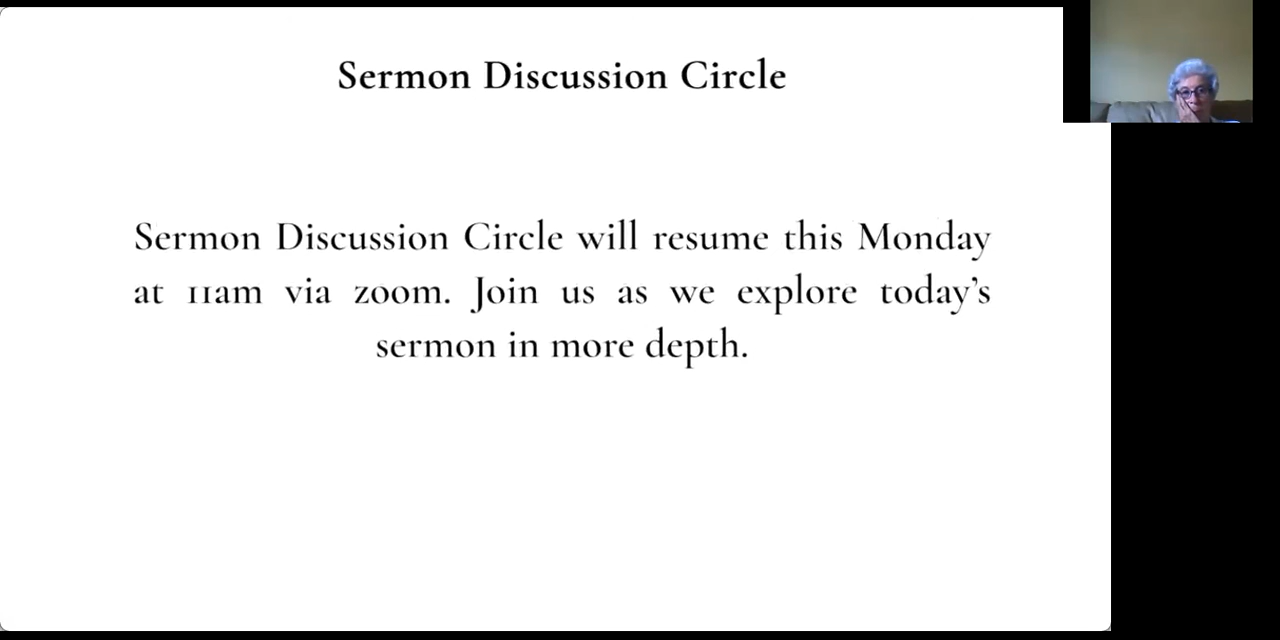 Sermon Discussion Circle
Sermon Discussion Circle will resume this Monday
at 11am via zoom. Join us as we explore today's
sermon in more depth.